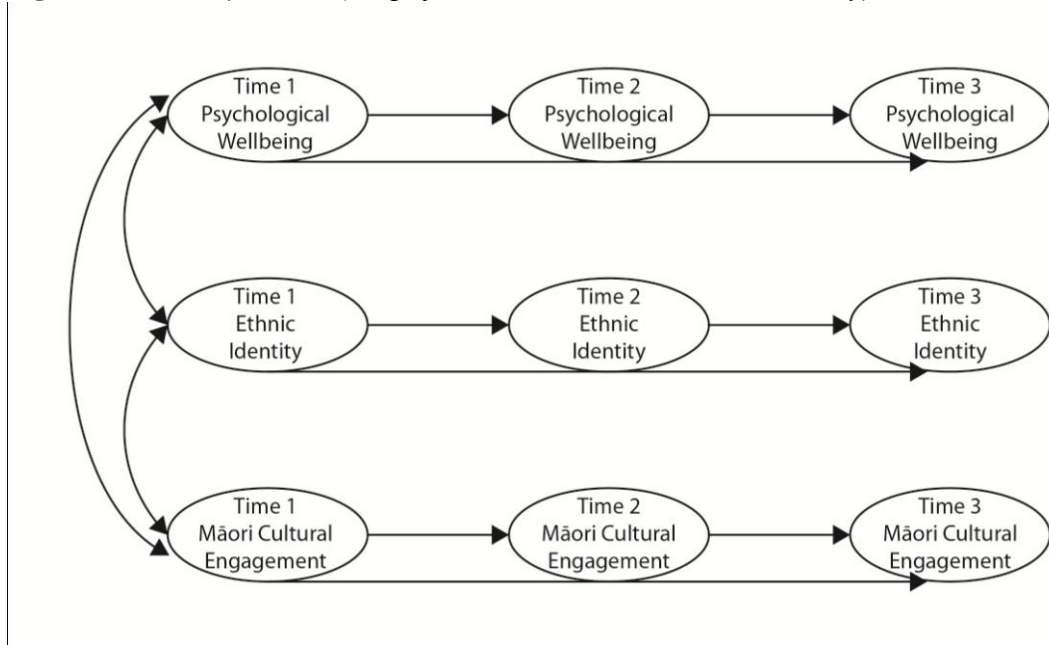 Time 1
Psychological
Wellbeing
Time 2
Psychological
Wellbeing
Time 3
Psychological
Wellbeing
Time 1
Ethnic
Identity
Time 2
Ethnic
Identity
Time 3
Ethnic
Identity
Time 1
Māori Cultural
Engagement
Time 2
Māori Cultural
Engagement
Time 3
Māori Cultural
Engagement